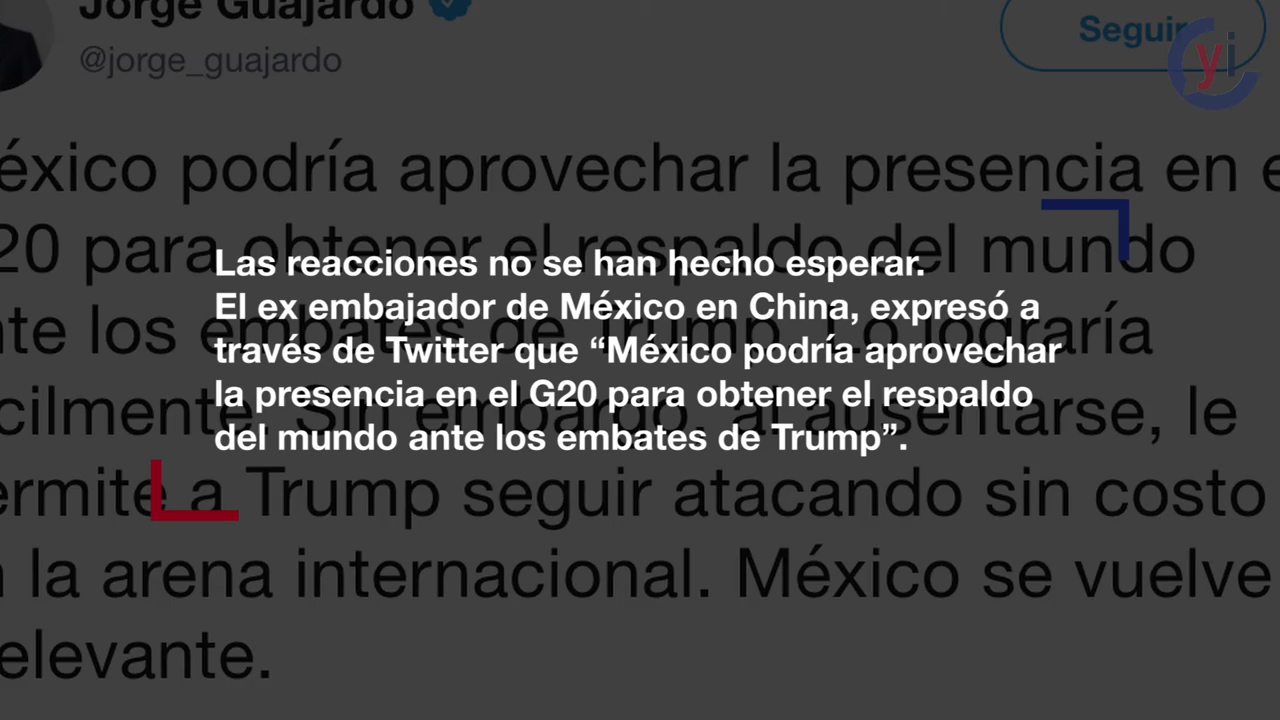 Jorge Guajardo
@jorge_guajardo
Seguir
yi
éxico podría aprovechar la presencia en e
20 para obtener el respaldo del mundo
nte los embates de Trump. Lo lograría
cilmente. Sin embargo, al ausentarse, le
ermite a Trump seguir atacando sin costo
n la arena internacional. México se vuelve
elevante.
Las reacciones no se han hecho esperar.
El ex embajador de México en China, expresó a
través de Twitter que “México podría aprovechar
la presencia en el G20 para obtener el respaldo
del mundo ante los embates de Trump”.